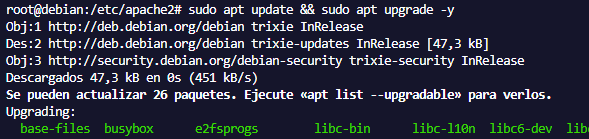 root@debian:/etc/apache2# sudo apt update && sudo apt upgrade -y
Obj:1 http://deb.debian.org/debian trixie InRelease
Des:2 http://deb.debian.org/debian trixie-updates InRelease [47,3 kB]
Obj:3 http://security.debian.org/debian-security trixie-security InRelease
Descargados 47,3 kB en 0s (451 kB/s)
Se pueden actualizar 26 paquetes. Ejecute «apt list --upgradable» para verlos.
Upgrading:
base-files busybox e2fsprogs libc-bin libc-l10n libc6-dev